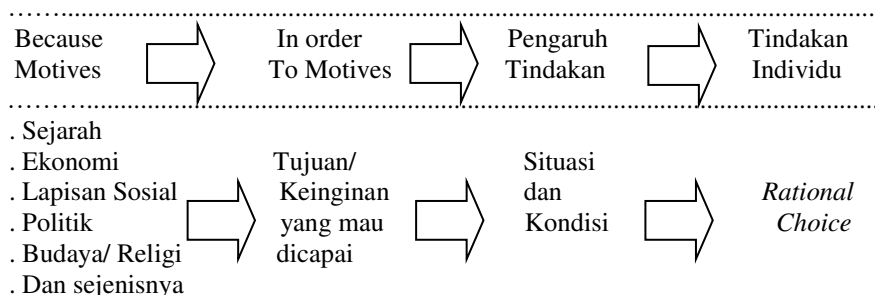 Because In order Pengaruh Tindakan
Motives To Motives Tindakan Individu
. Sejarah
. Ekonomi Tujuan/ Situasi
. Lapisan Sosial Keinginan dan Rational
. Politik yang mau Kondisi Choice
. Budaya/ Religi dicapai
. Dan sejenisnya